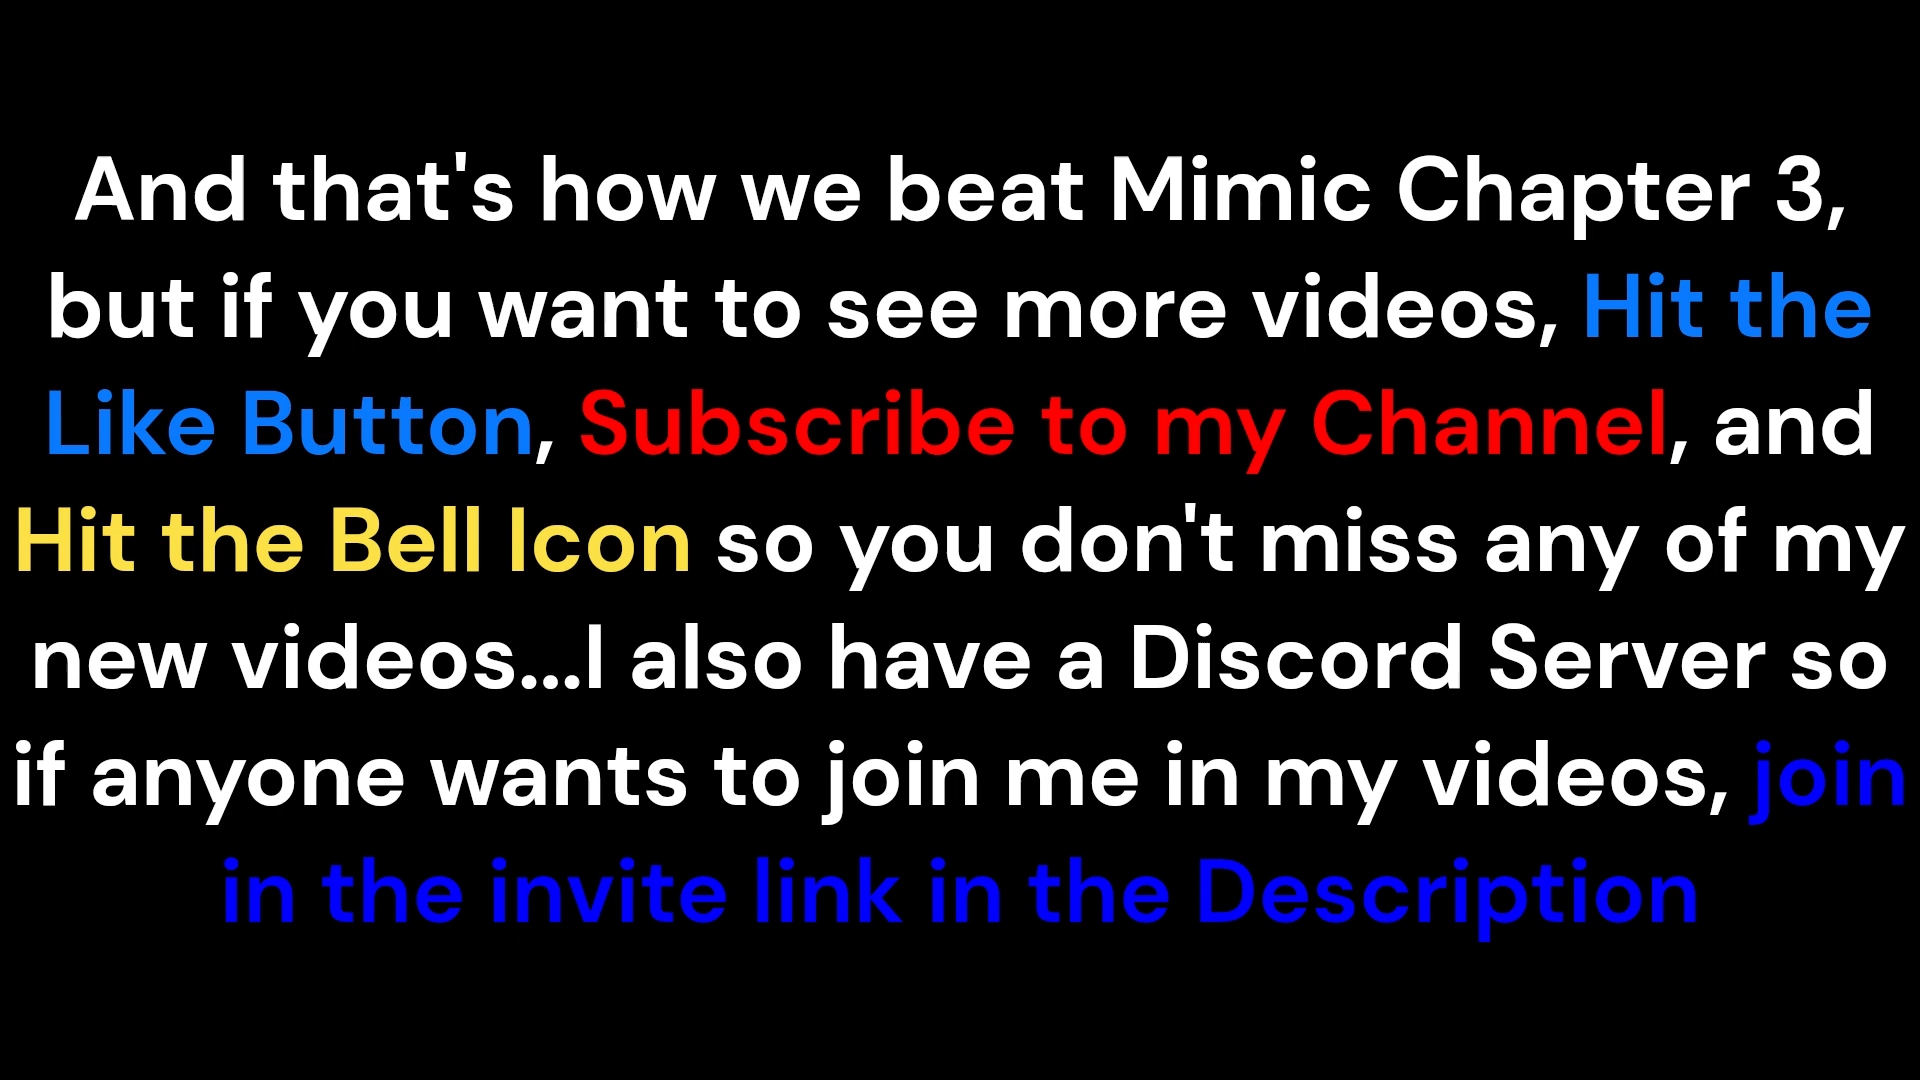 And that's how we beat Mimic Chapter 3,
but if you want to see more videos, Hit the
Like Button, Subscribe to my Channel, and
Hit the Bell Icon so you don't miss any of my
new videos...I also have a Discord Server so
if anyone wants to join me in my videos, join
in the invite link in the Description